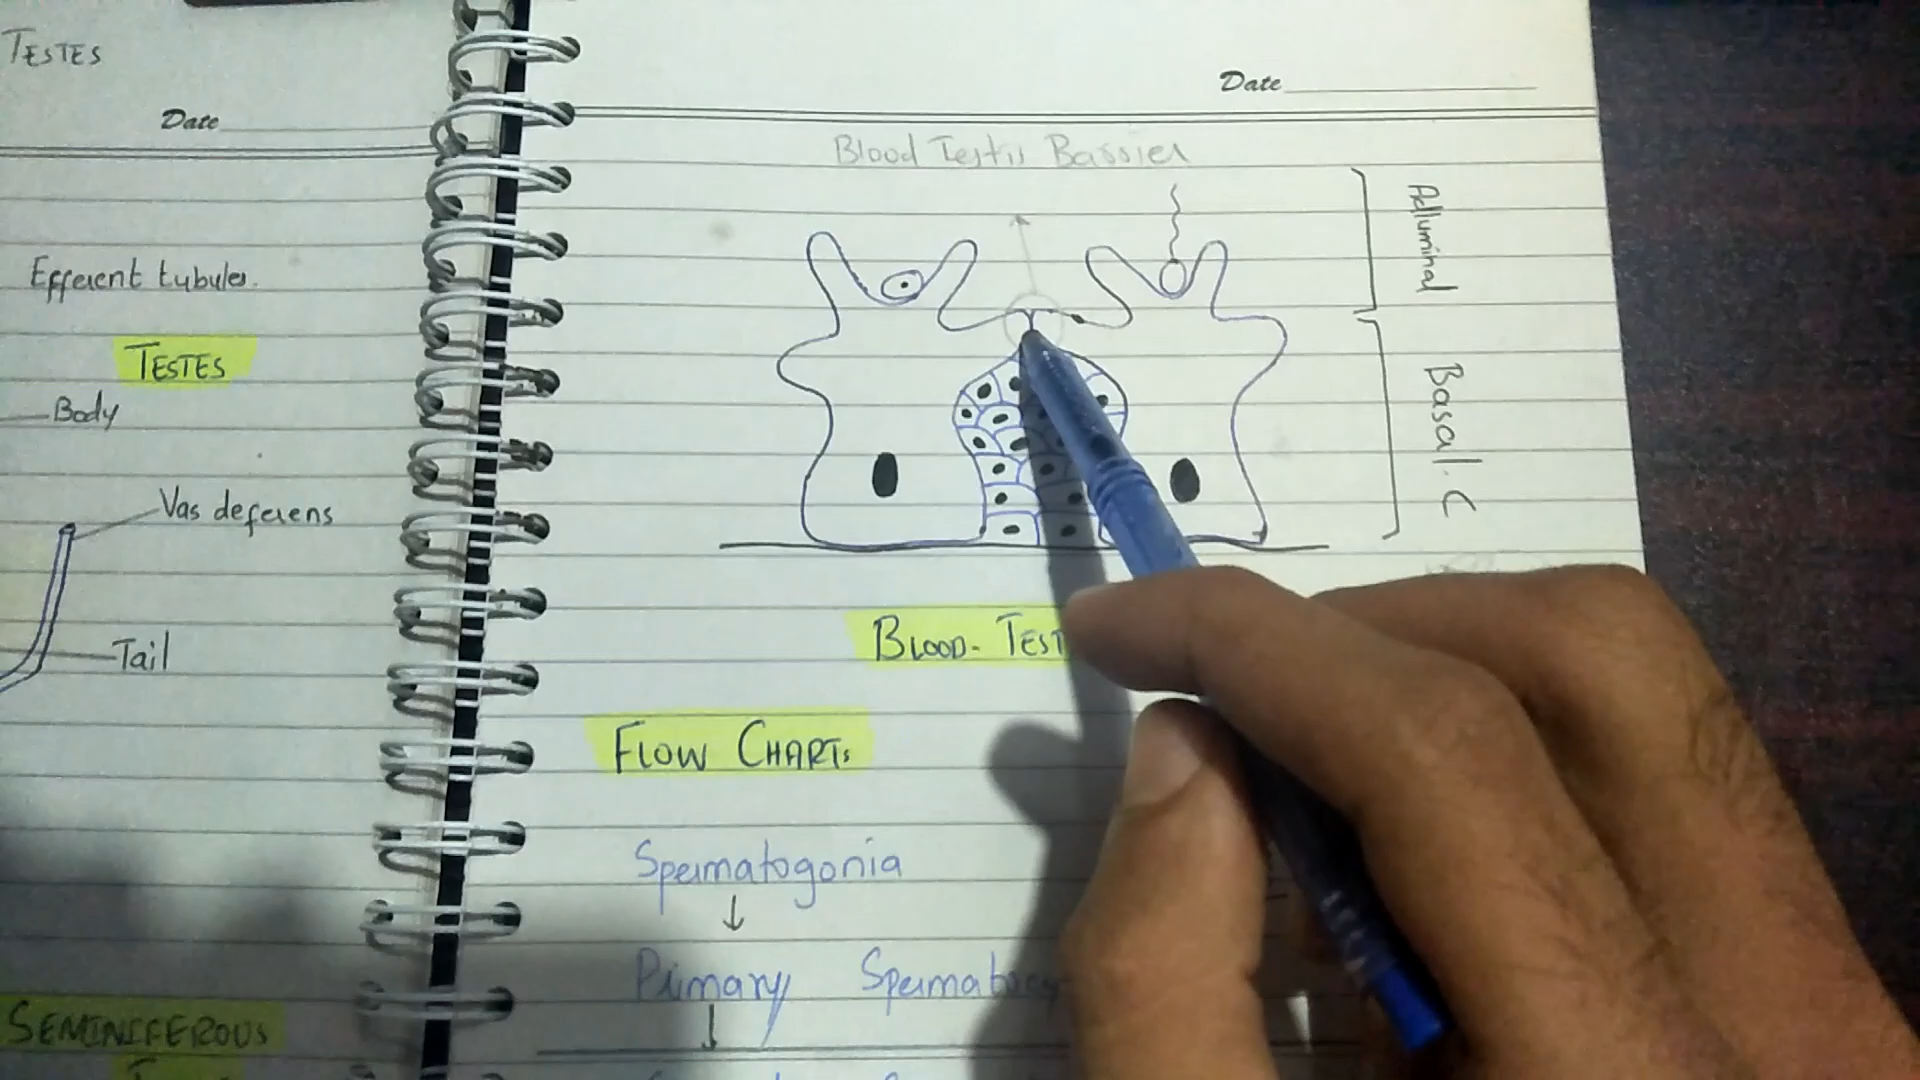 TESTES
Date
Efferent tubules.
TESTES
Body
Vas deferens
Tail
SEMINIFEROUS
Date
Blood Testis Barrier
Adluminal
Basal. C
BLOOD- TEST
FLOW CHART:
Spermatogonia
↓
Primary
↓